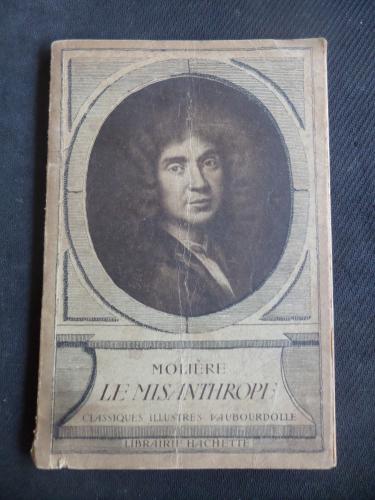 MOLIÈRE
LE MISANTHROPE
CLASSIQUES ILLUSTRÉS VAUBOURDOLLE
LIBRAIRIE HACHETTE